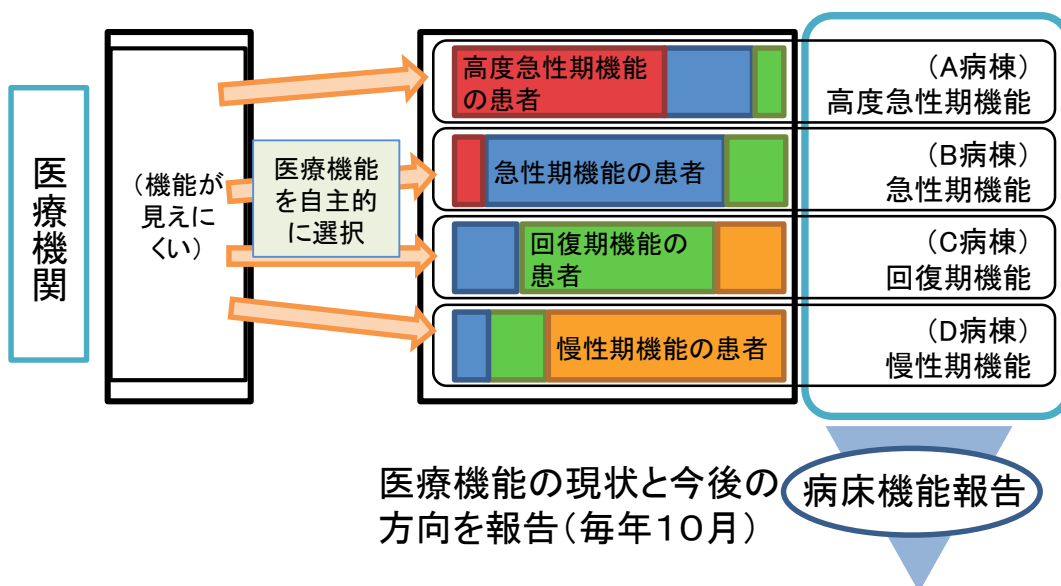 医療機関
(機能が
見えに
くい)
医療機能
を自主的
に選択
高度急性期機能
の患者
急性期機能の患者
回復期機能の
患者
慢性期機能の患者
(A病棟)
高度急性期機能
(B病棟)
急性期機能
(C病棟)
回復期機能
(D病棟)
慢性期機能
医療機能の現状と今後の
方向を報告(毎年10月)
病床機能報告